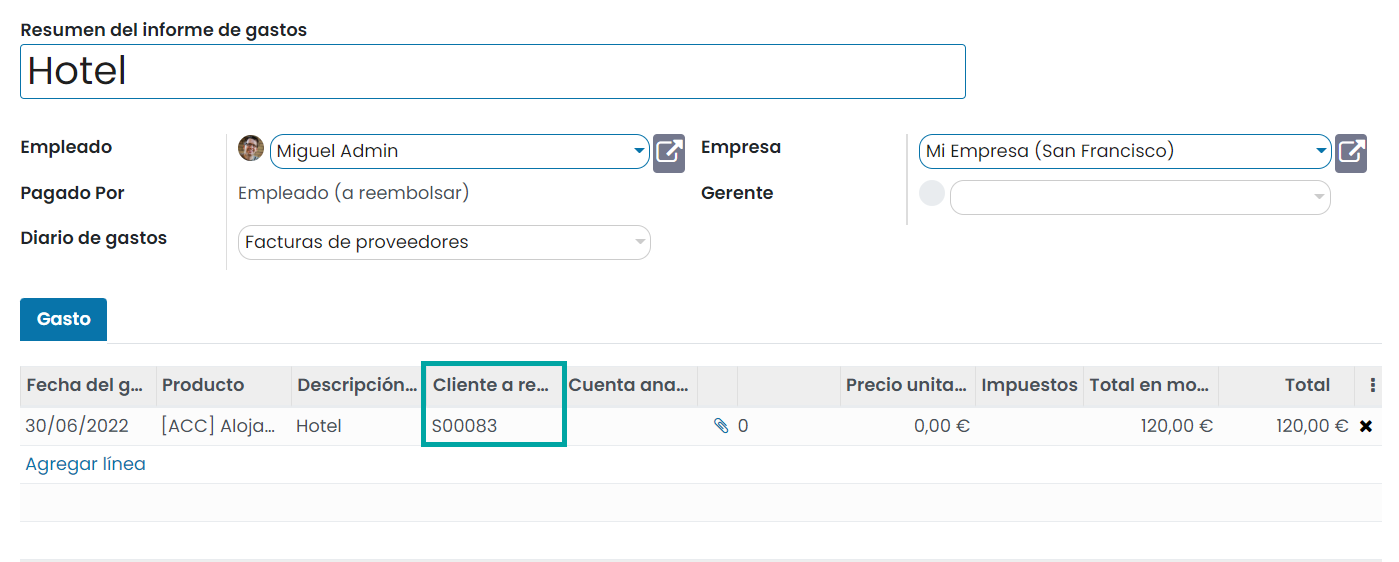 Resumen del informe de gastos
Hotel
Empleado Miguel Admin Empresa Mi Empresa (San Francisco)
Pagado Por Empleado (a reembolsar) Gerente
Diario de gastos Facturas de proveedores
Gasto
Fecha del g... Producto Descripción... Cliente a re... Cuenta ana... Precio unita... Impuestos Total en mo... Total
30/06/2022 [ACC] Aloja... Hotel S00083 0 0,00 € 120,00 € 120,00 €
Agregar línea